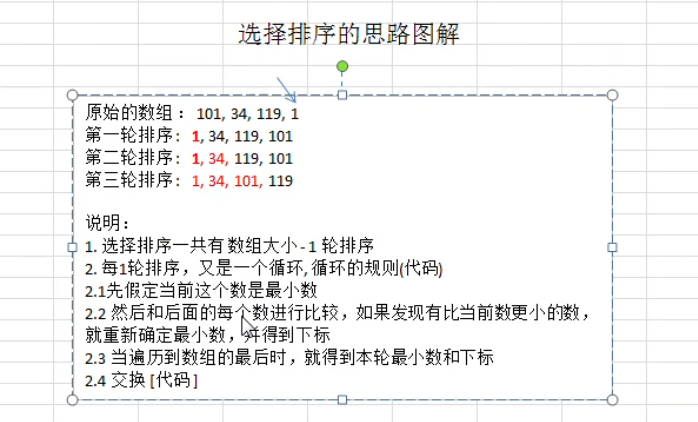 选择排序的思路图解
原始的数组： 101, 34, 119, 1
第一轮排序: 1, 34, 119, 101
第二轮排序: 1, 34, 119, 101
第三轮排序: 1, 34, 101, 119
说明:
1. 选择排序一共有 数组大小 - 1 轮排序
2. 每1轮排序，又是一个循环, 循环的规则(代码)
2.1先假定当前这个数是最小数
2.2 然后和后面的每个数进行比较，如果发现有比当前数更小的数，
就重新确定最小数，并得到下标
2.3 当遍历到数组的最后时，就得到本轮最小数和下标
2.4 交换 [代码]